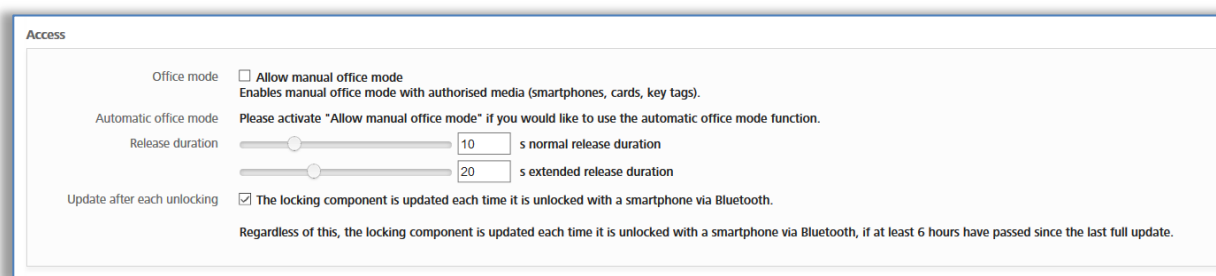 Access
Office mode Allow manual office mode
Enables manual office mode with authorised media (smartphones, cards, key tags).
Automatic office mode Please activate "Allow manual office mode" if you would like to use the automatic office mode function.
Release duration 10 s normal release duration
20 s extended release duration
Update after each unlocking The locking component is updated each time it is unlocked with a smartphone via Bluetooth.
Regardless of this, the locking component is updated each time it is unlocked with a smartphone via Bluetooth, if at least 6 hours have passed since the last full update.